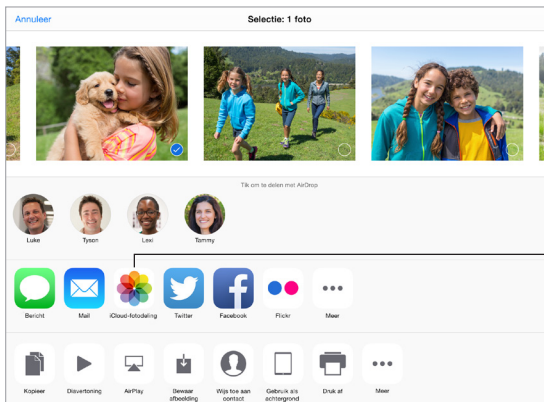 Annuleer Selectie: 1 foto
Tik om te delen met AirDrop
Luke Tyson Lexi Tammy
Bericht Mail iCloud-fotodeling Twitter Facebook Flickr Meer
Kopieer Diavertoning AirPlay Bewaar afbeelding Wijs toe aan contact Gebruik als achtergrond Druk af Meer